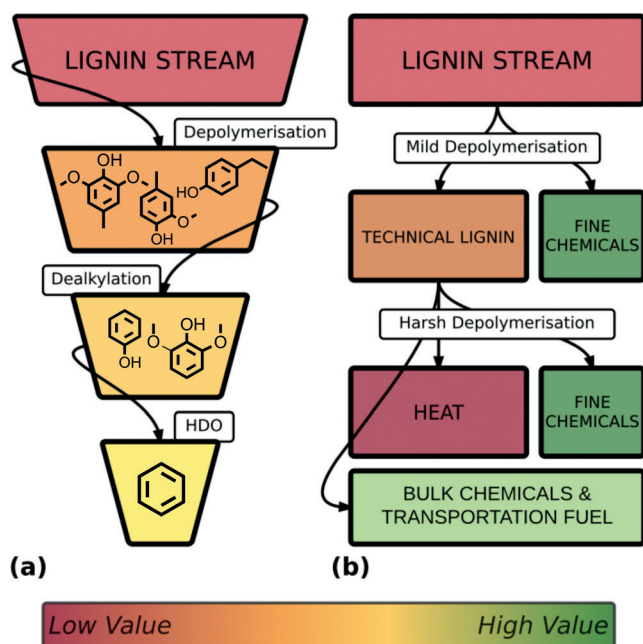 LIGNIN STREAM
Depolymerisation
OH
O
O
HO
O
OH
Dealkylation
OH
O
OH
O
HDO
(a)
LIGNIN STREAM
Mild Depolymerisation
TECHNICAL LIGNIN
FINE
CHEMICALS
Harsh Depolymerisation
HEAT
FINE
CHEMICALS
BULK CHEMICALS &
TRANSPORTATION FUEL
(b)
Low Value
High Value